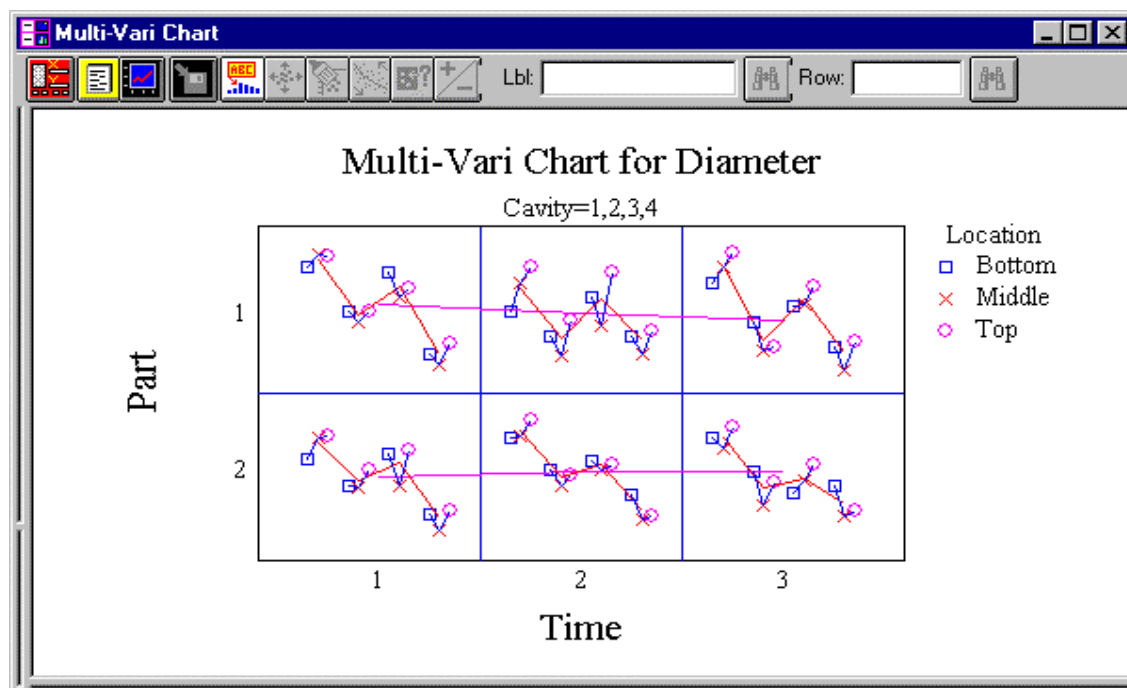 Multi-Vari Chart
ABC
Lbl:
Row:
Multi-Vari Chart for Diameter
Cavity=1,2,3,4
Location
Bottom
Middle
Top
Part
1
2
1 2 3
Time